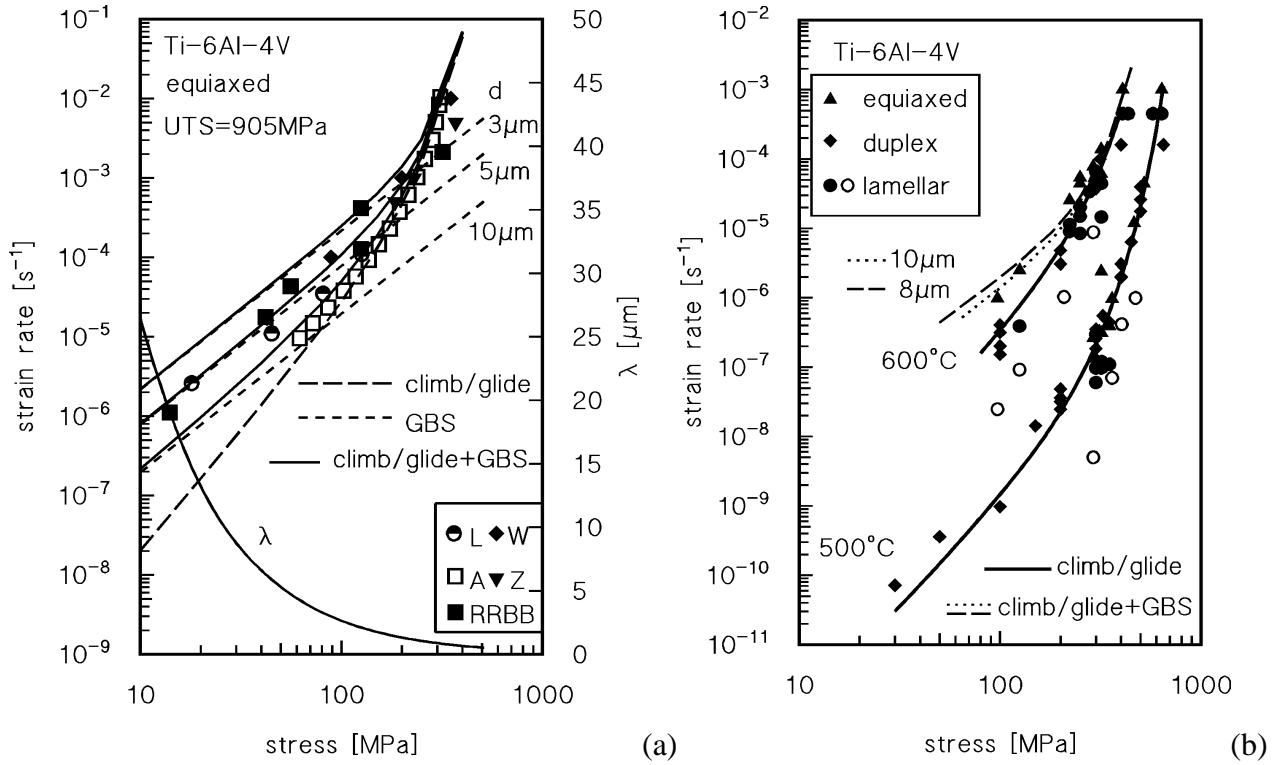 Ti-6Al-4V
equiaxed
UTS=905MPa
d
3µm
5µm
10µm
climb/glide
GBS
climb/glide+GBS
λ
L W
A Z
RRBB
10⁻¹
10⁻²
10⁻³
10⁻⁴
10⁻⁵
10⁻⁶
10⁻⁷
10⁻⁸
10⁻⁹
strain rate [s⁻¹]
50
45
40
35
30
25
20
15
10
5
0
λ [µm]
10 100 1000
stress [MPa]
(a)
Ti-6Al-4V
equiaxed
duplex
lamellar
10µm
8µm
600°C
500°C
climb/glide
climb/glide+GBS
10⁻²
10⁻³
10⁻⁴
10⁻⁵
10⁻⁶
10⁻⁷
10⁻⁸
10⁻⁹
10⁻¹⁰
10⁻¹¹
strain rate [s⁻¹]
10 100 1000
stress [MPa]
(b)